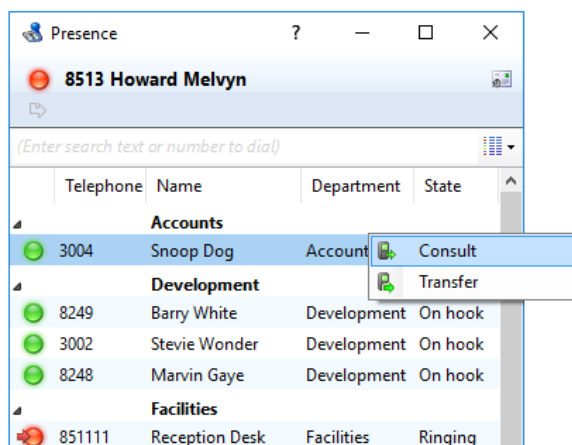 Presence ?
8513 Howard Melvyn
(Enter search text or number to dial)
Telephone Name Department State
Accounts
3004 Snoop Dog Account Consult
Transfer
Development
8249 Barry White Development On hook
3002 Stevie Wonder Development On hook
8248 Marvin Gaye Development On hook
Facilities
851111 Reception Desk Facilities Ringing